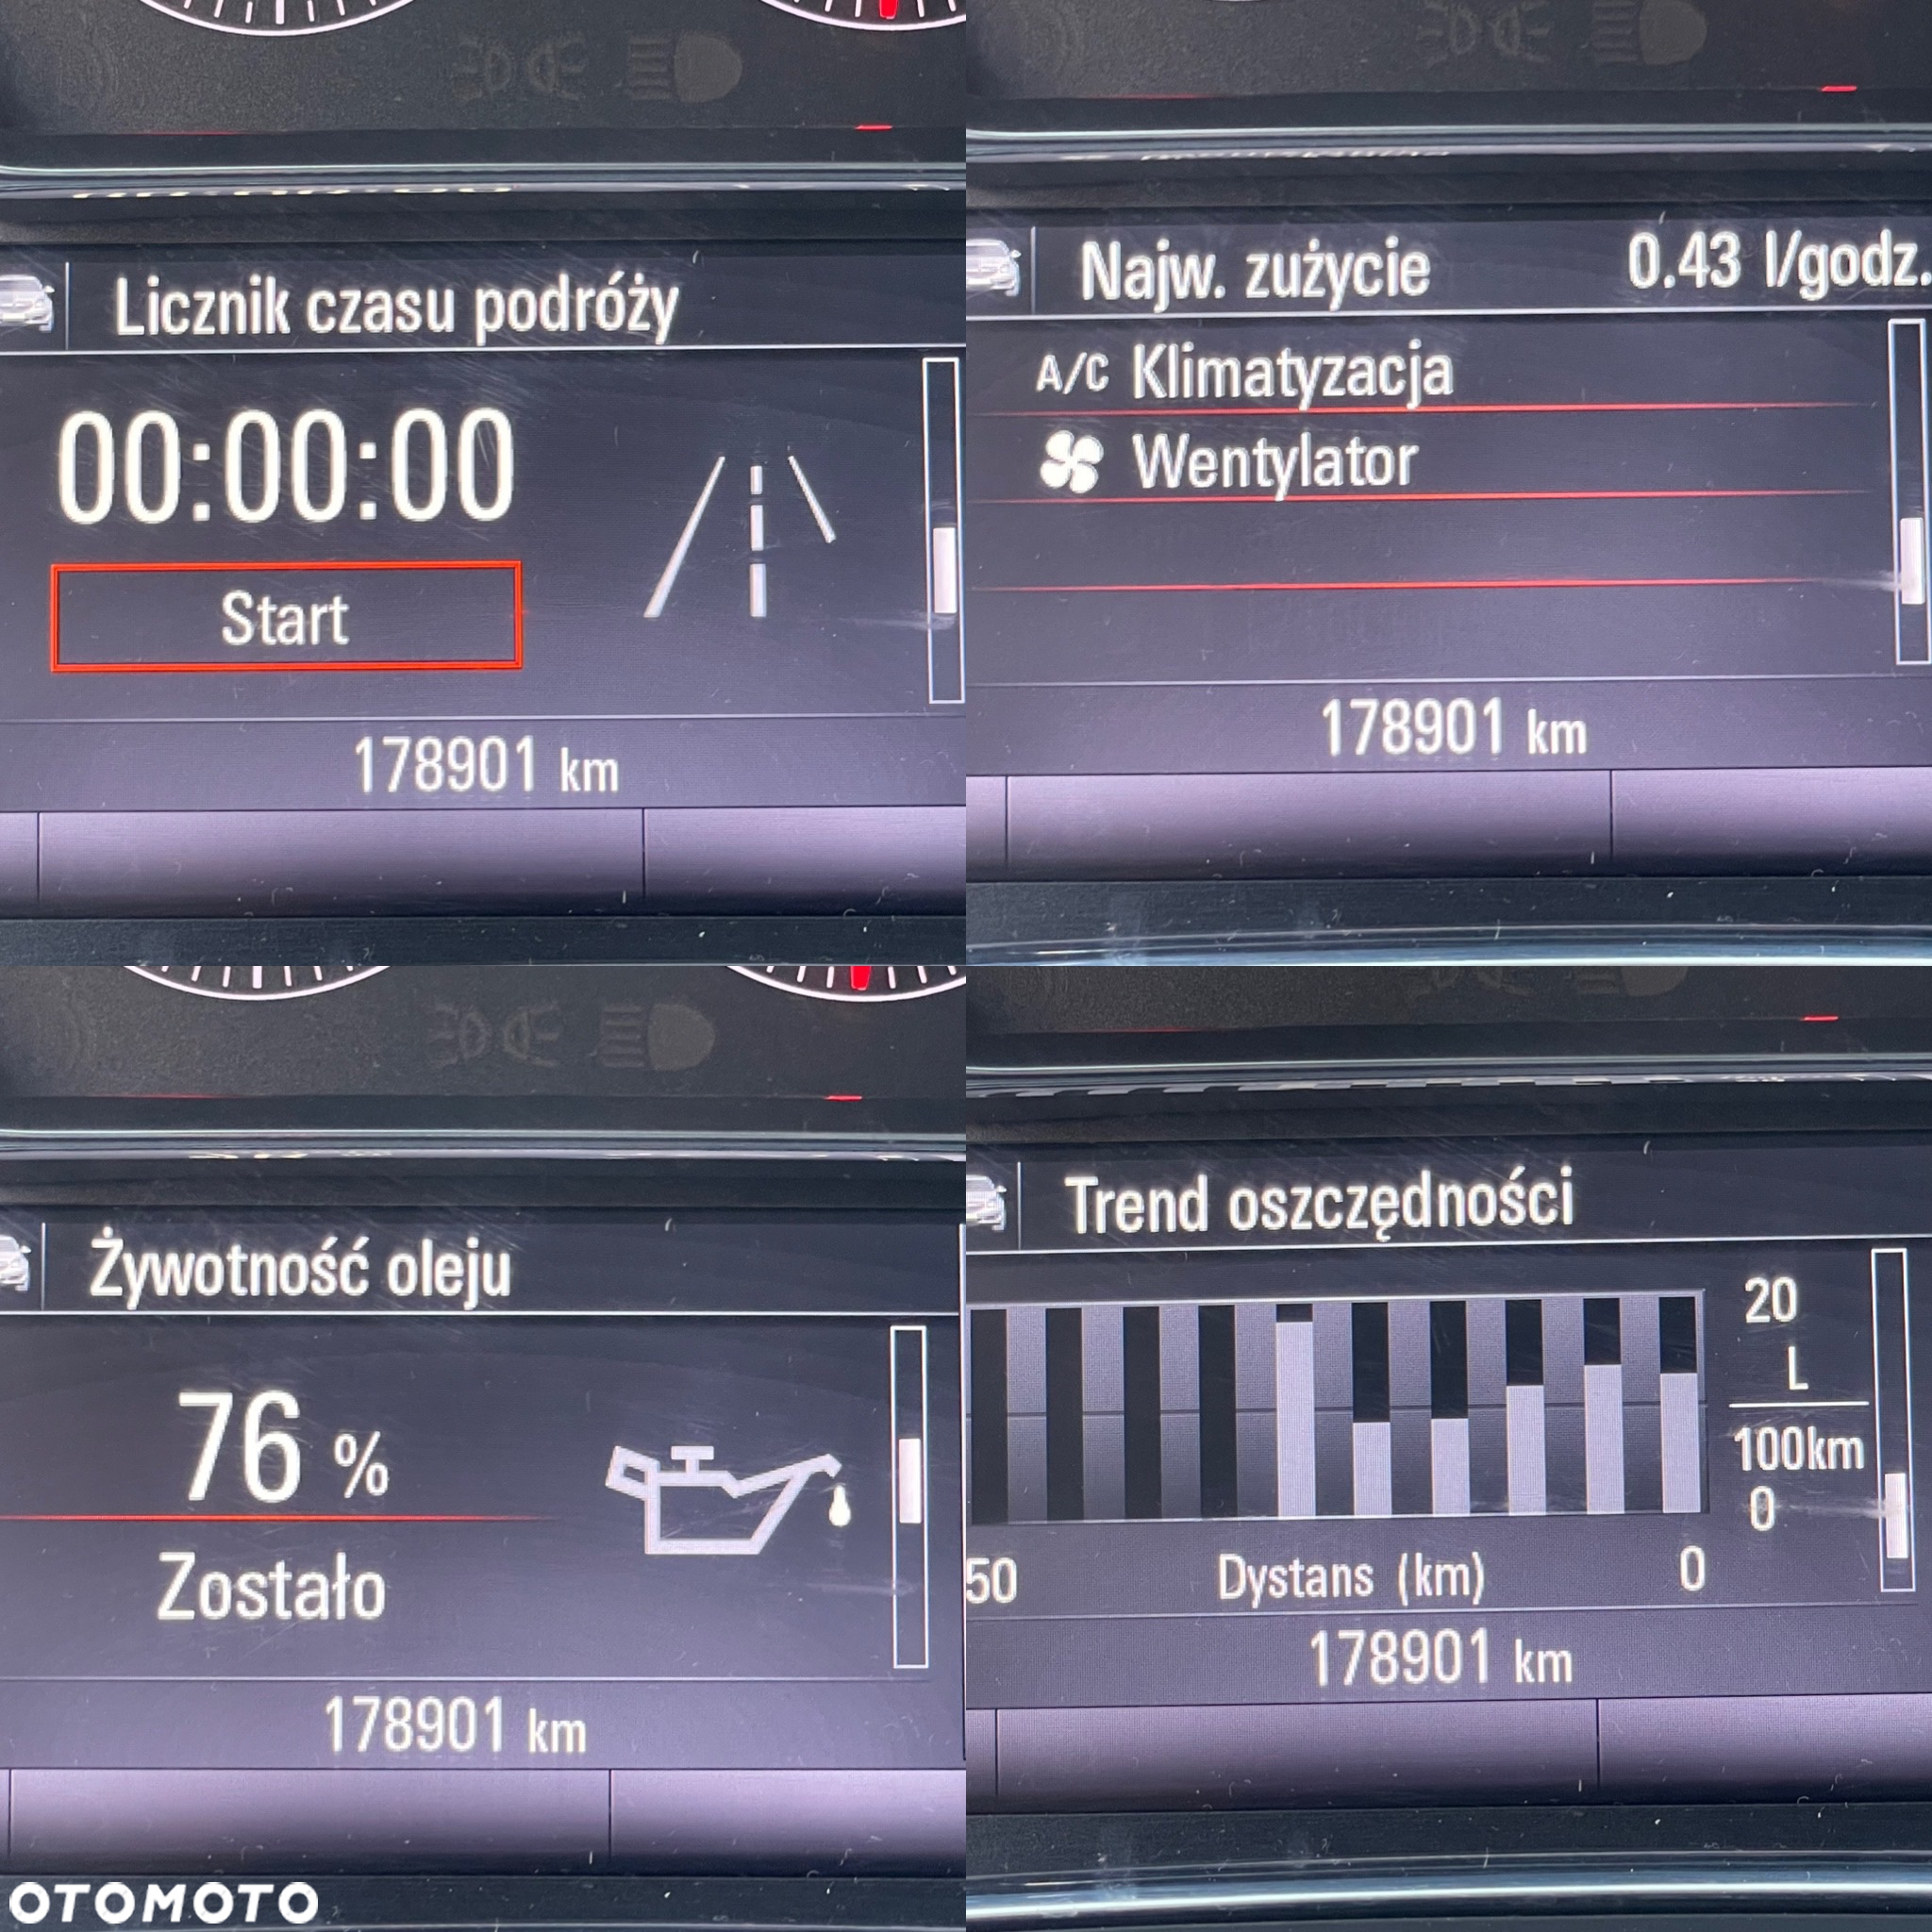 Licznik czasu podróży
00:00:00
Start
178901 km
Najw. zużycie 0.43 l/godz.
A/C Klimatyzacja
Wentylator
178901 km
Żywotność oleju
76 %
Zostało
178901 km
Trend oszczędności
20
L
100km
0
50 Dystans (km) 0
178901 km
OTOMOTO